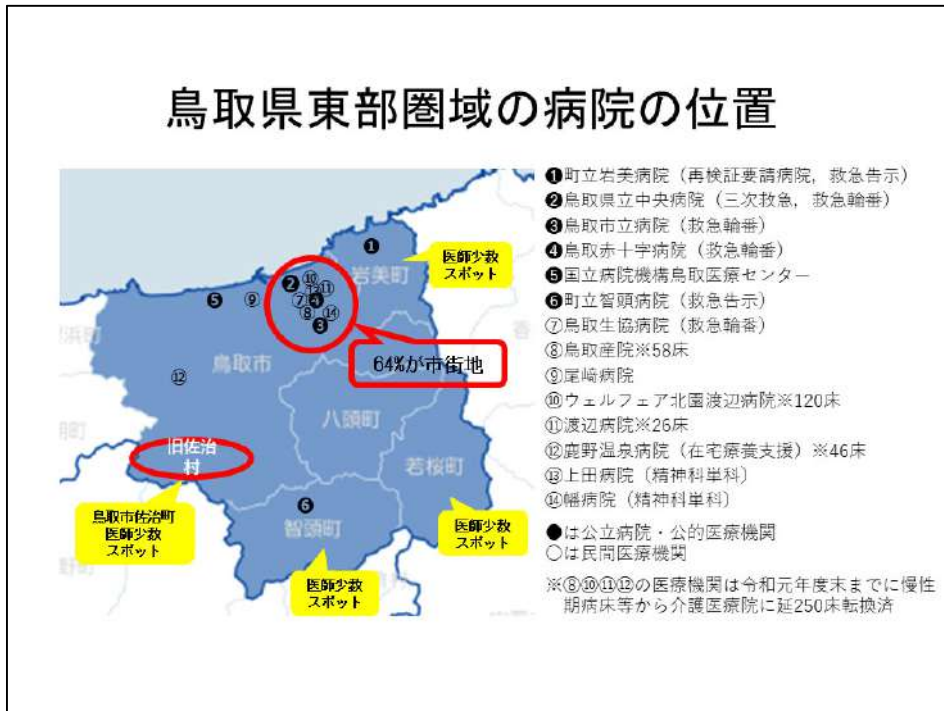 鳥取県東部圏域の病院の位置
❶町立岩美病院（再検証要請病院，救急告示）
❷鳥取県立中央病院（三次救急，救急輪番）
❸鳥取市立病院（救急輪番）
❹鳥取赤十字病院（救急輪番）
❺国立病院機構鳥取医療センター
❻町立智頭病院（救急告示）
⑦鳥取生協病院（救急輪番）
⑧鳥取産院※58床
⑨尾﨑病院
⑩ウェルフェア北園渡辺病院※120床
⑪渡辺病院※26床
⑫鹿野温泉病院（在宅療養支援）※46床
⑬上田病院（精神科単科）
⑭幡病院（精神科単科）
●は公立病院・公的医療機関
○は民間医療機関
※⑧⑩⑪⑫の医療機関は令和元年度末までに慢性
期病床等から介護医療院に延250床転換済
❶
岩美町
医師少数
スポット
❷
⑩
⑬
⑪
⑦
❹
⑧
⑭
❸
❺
⑨
64%が市街地
鳥取市
⑫
八頭町
旧佐治
村
若桜町
鳥取市佐治町
医師少数
スポット
❻
智頭町
医師少数
スポット
医師少数
スポット